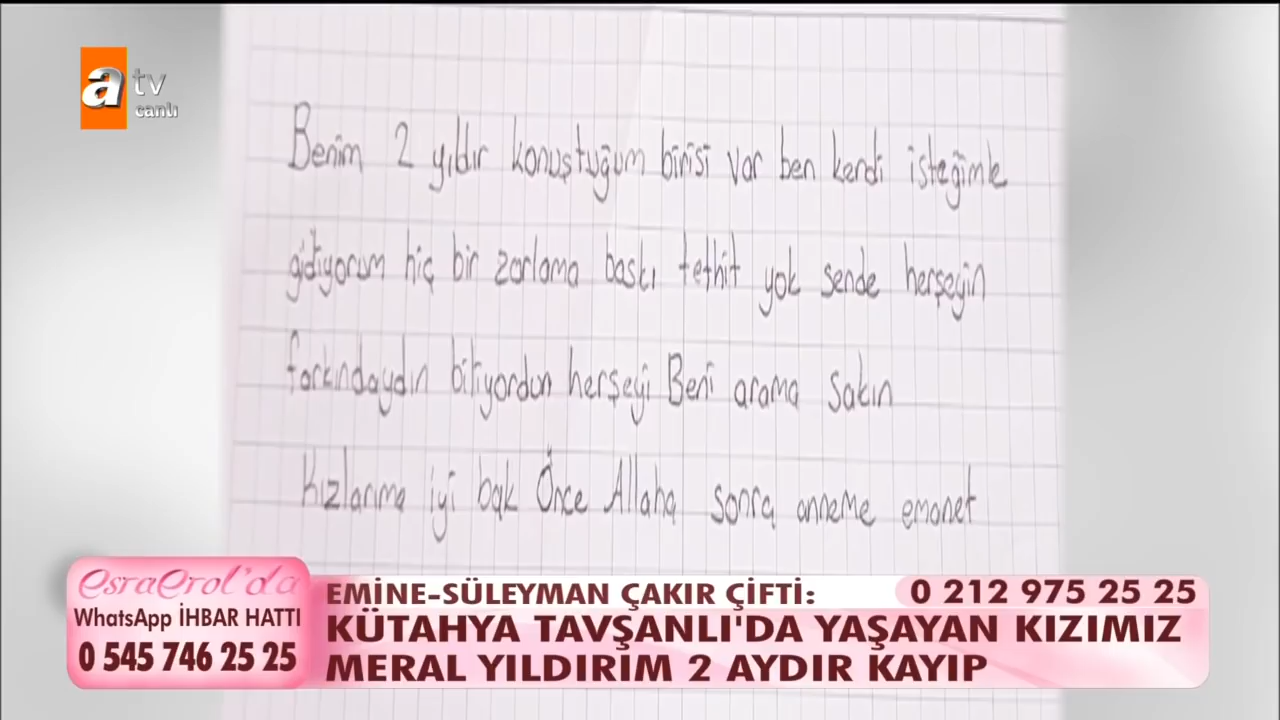 a tv
canlı
Benim 2 yıldır konuştuğum birisi var ben kendi isteğimle
gidiyorum hiç bir zorlama baskı tethit yok sende herşeyin
farkındaydın biliyordun herşeyi Beni arama sakın
Kızlarıma iyi bak Önce Allaha sonra anneme emanet
esraerol'da
WhatsApp İHBAR HATTI
0 545 746 25 25
EMİNE-SÜLEYMAN ÇAKIR ÇİFTİ:
0 212 975 25 25
KÜTAHYA TAVŞANLI'DA YAŞAYAN KIZIMIZ
MERAL YILDIRIM 2 AYDIR KAYIP